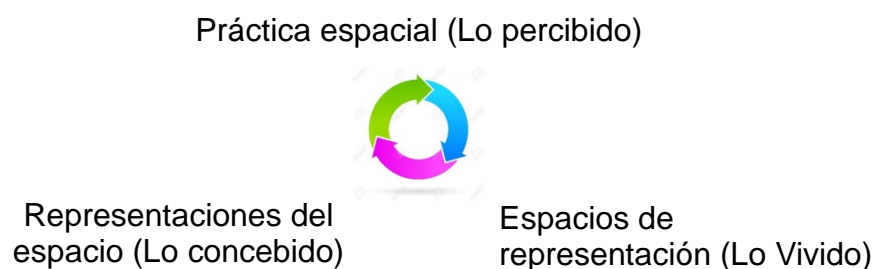 Práctica espacial (Lo percibido)
Representaciones del
espacio (Lo concebido)
Espacios de
representación (Lo Vivido)